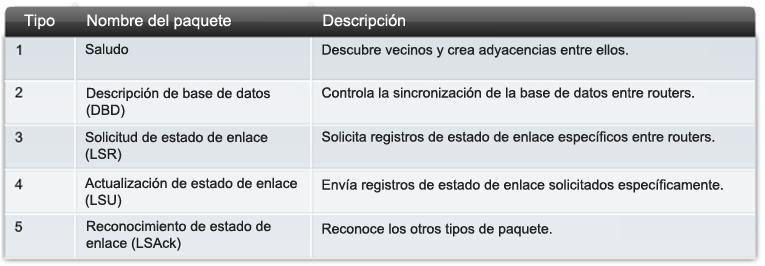 Tipo Nombre del paquete Descripción
1 Saludo Descubre vecinos y crea adyacencias entre ellos.
2 Descripción de base de datos Controla la sincronización de la base de datos entre routers.
(DBD)
3 Solicitud de estado de enlace Solicita registros de estado de enlace específicos entre routers.
(LSR)
4 Actualización de estado de enlace Envía registros de estado de enlace solicitados específicamente.
(LSU)
5 Reconocimiento de estado de Reconoce los otros tipos de paquete.
enlace (LSAck)